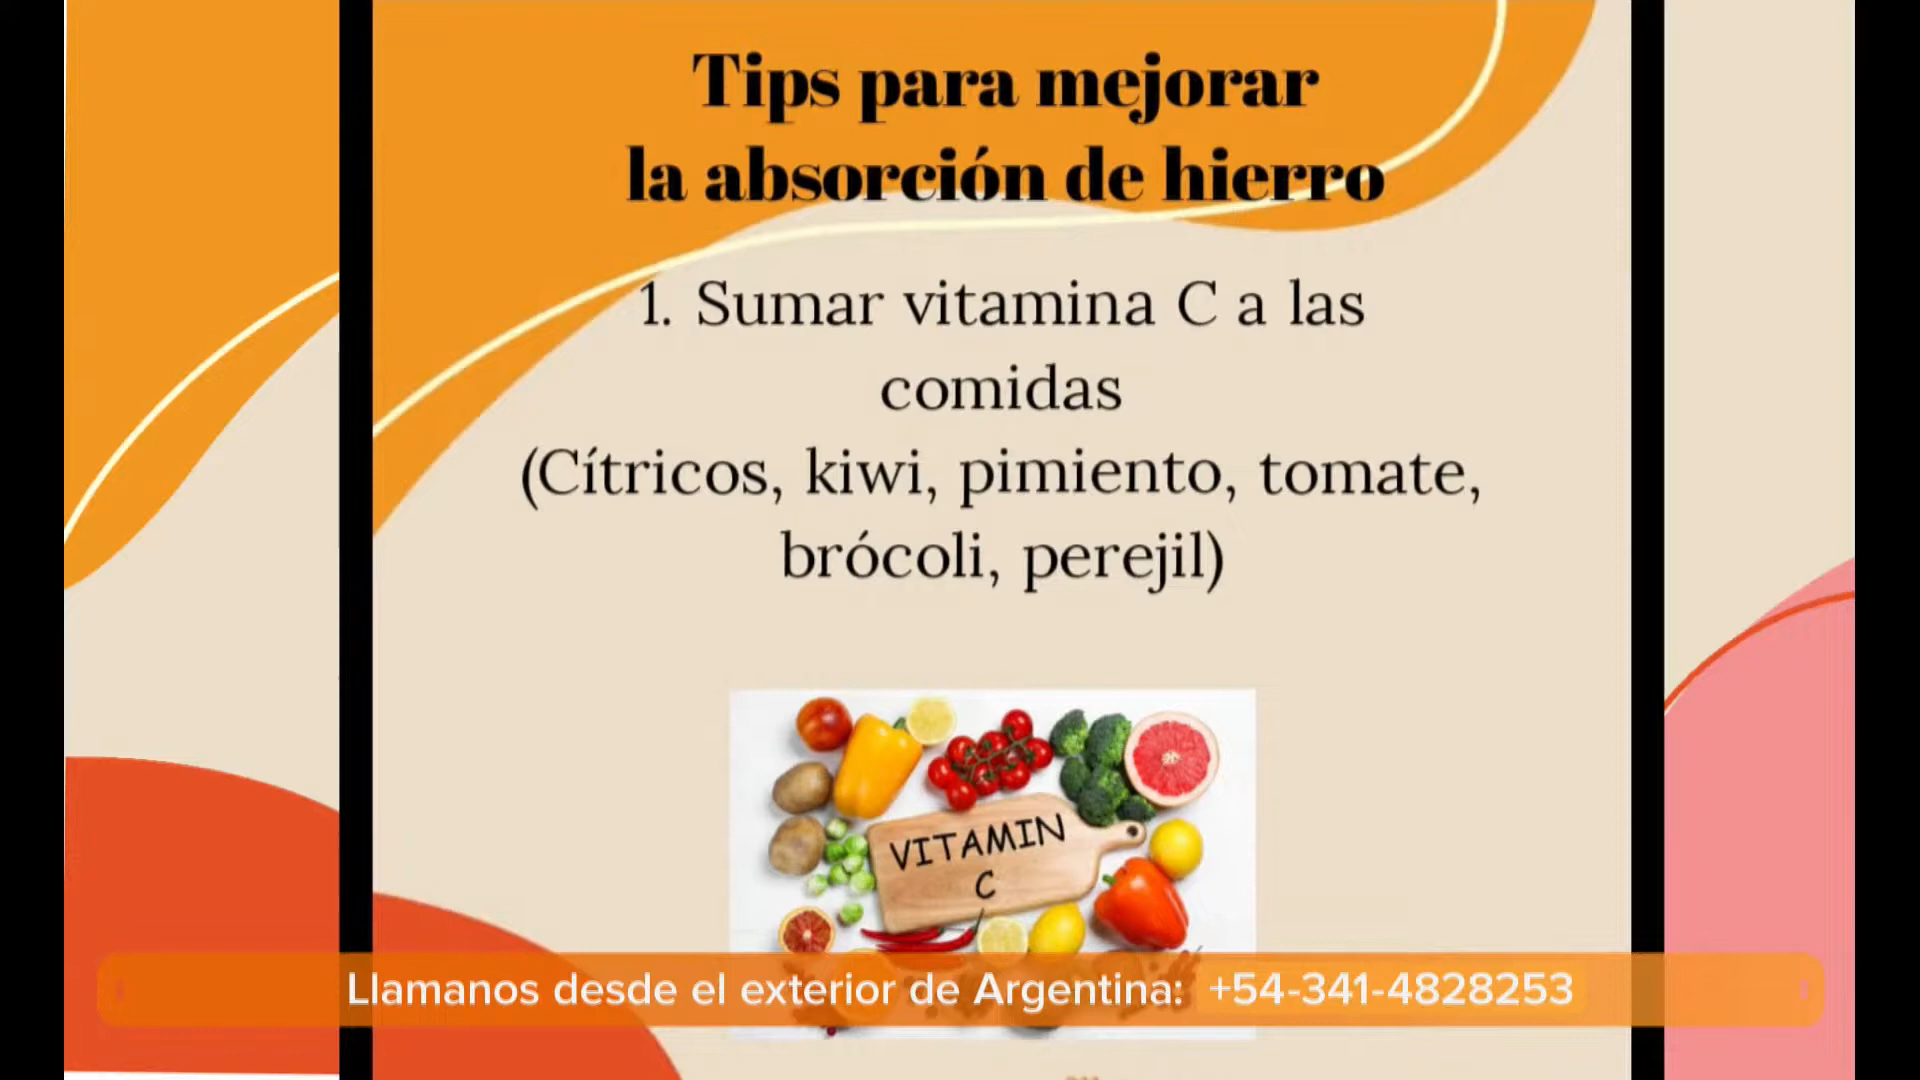 Tips para mejorar
la absorción de hierro
1. Sumar vitamina C a las
comidas
(Cítricos, kiwi, pimiento, tomate,
brócoli, perejil)
VITAMIN
C
Llamanos desde el exterior de Argentina: +54-341-4828253